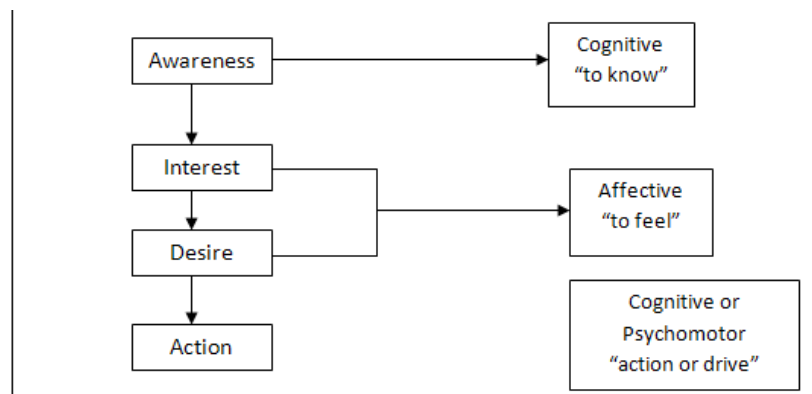 Awareness
Cognitive
“to know”
Interest
Affective
“to feel”
Desire
Cognitive or
Psychomotor
“action or drive”
Action